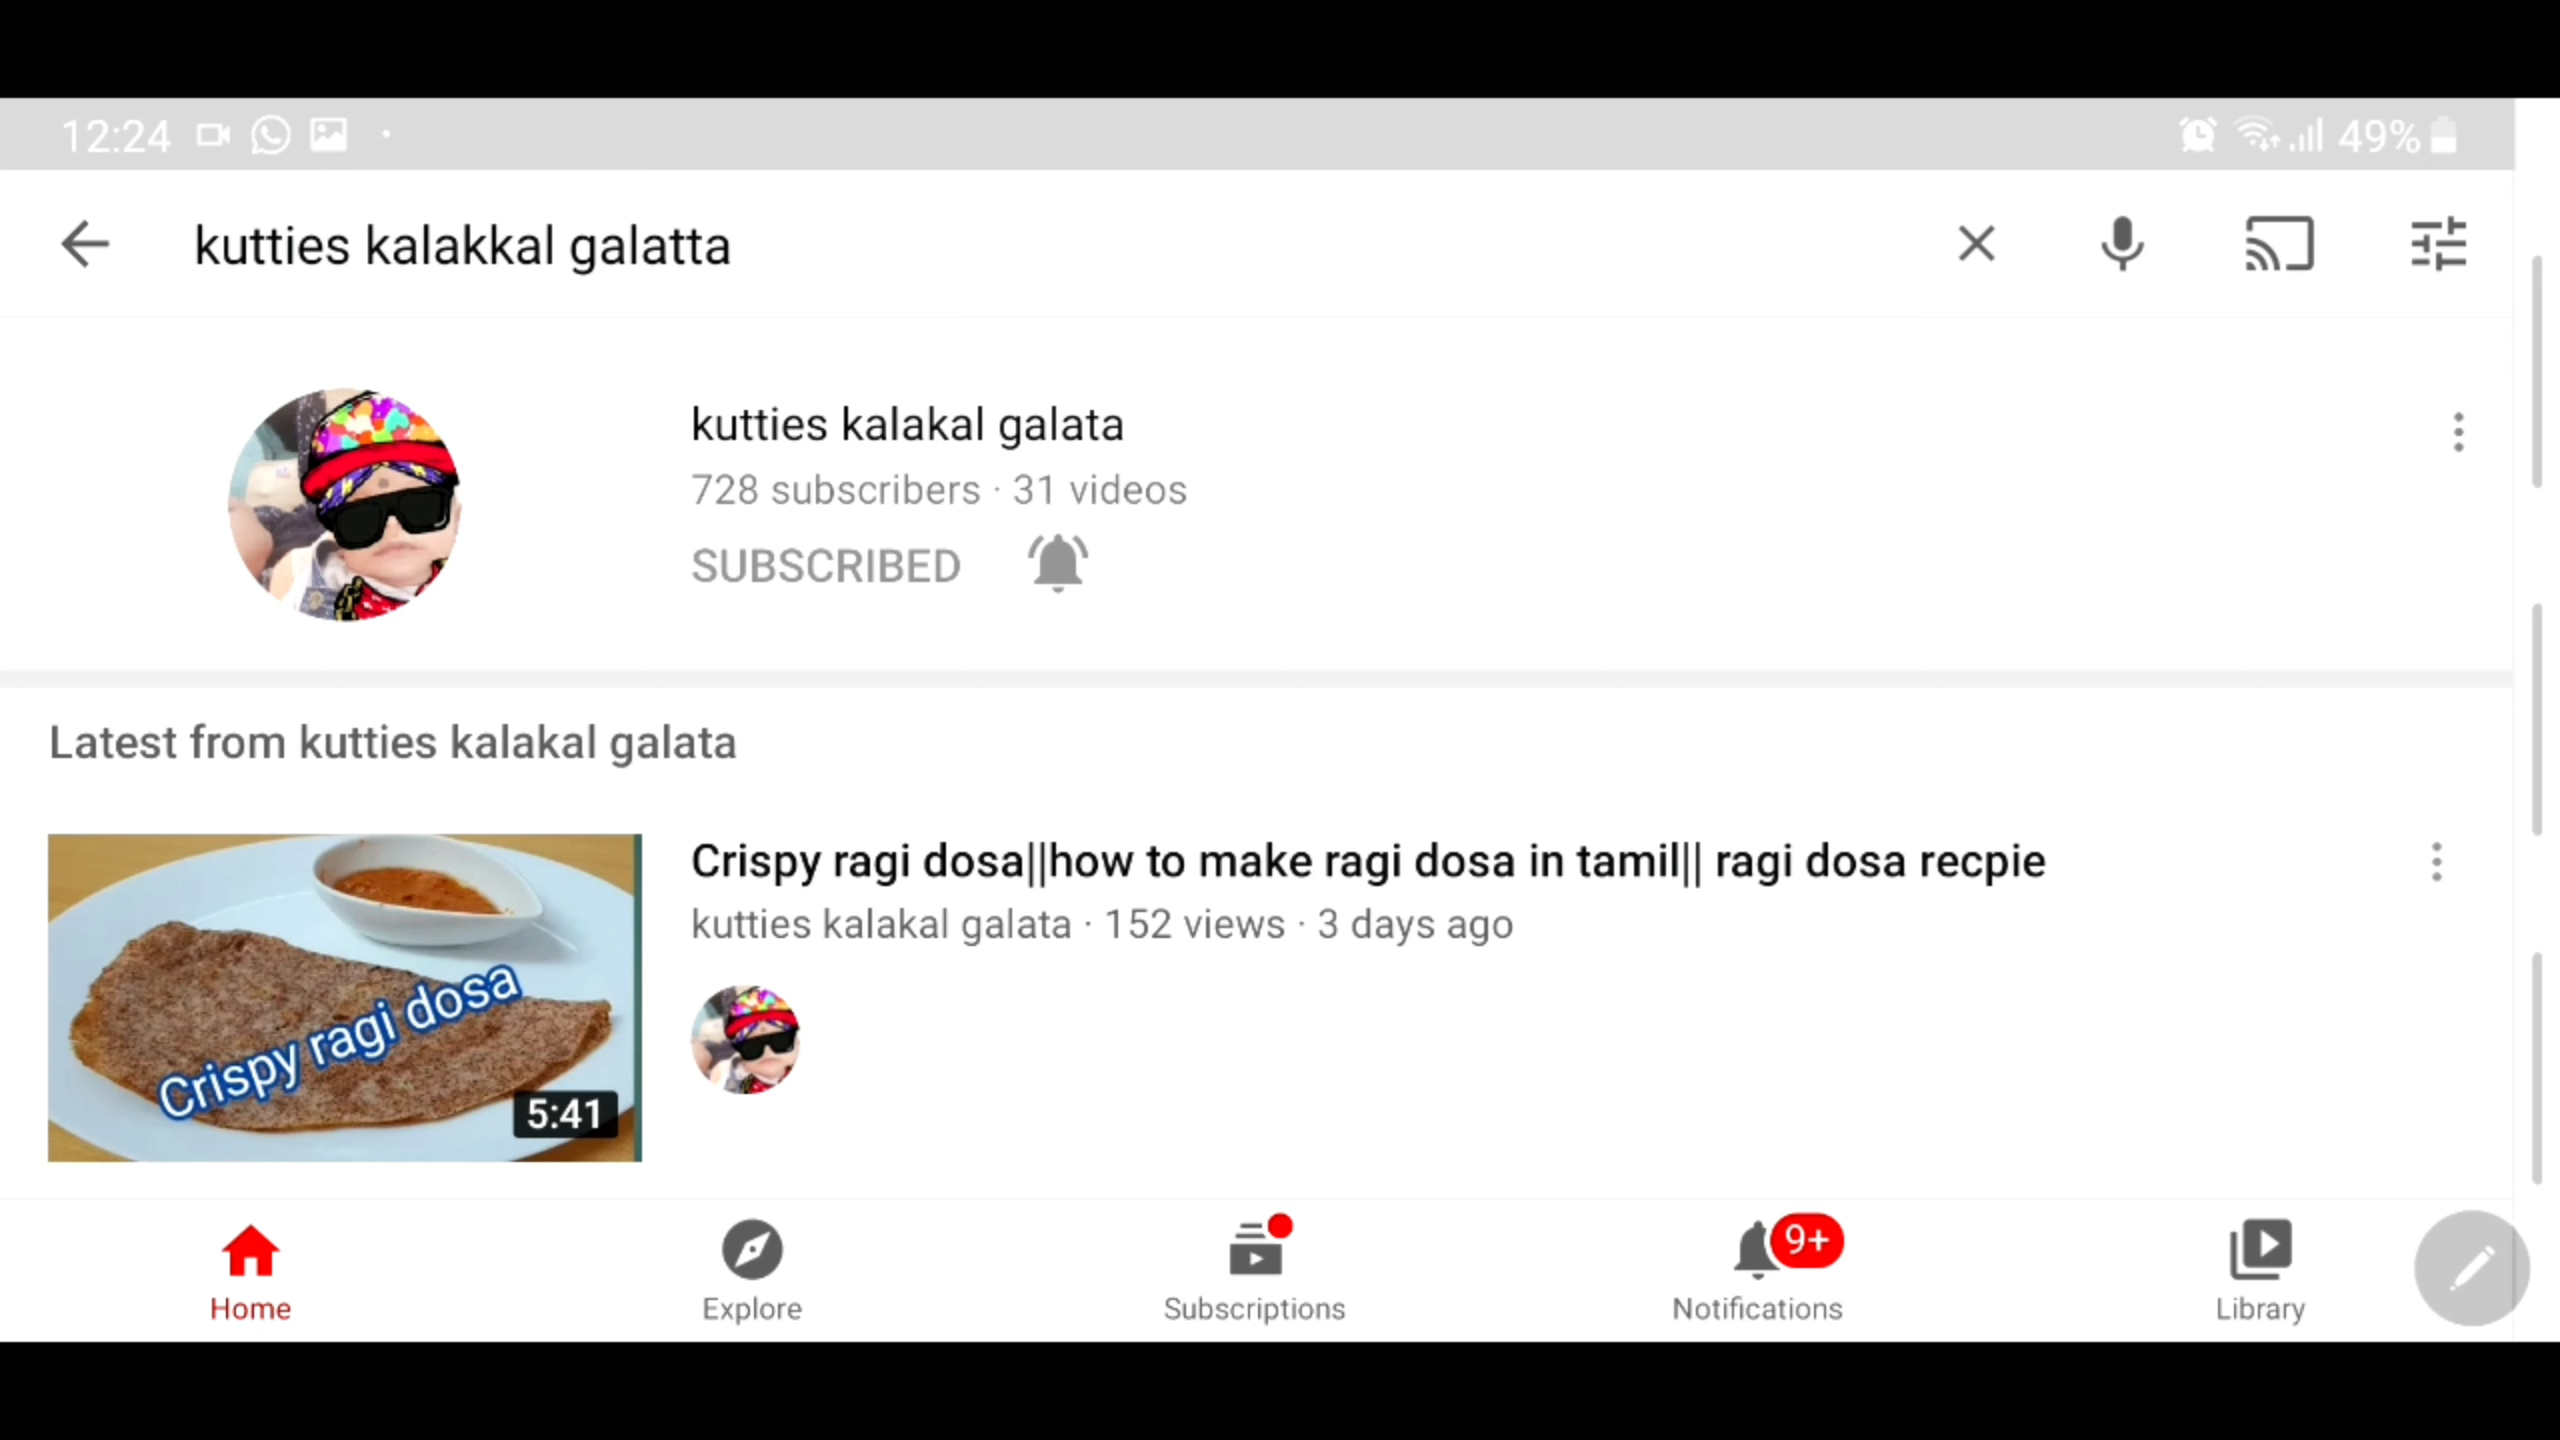 12:24
49%
kutties kalakkal galatta
kutties kalakal galata
728 subscribers · 31 videos
SUBSCRIBED
Latest from kutties kalakal galata
Crispy ragi dosa||how to make ragi dosa in tamil|| ragi dosa recpie
kutties kalakal galata · 152 views · 3 days ago
Crispy ragi dosa
5:41
Home
Explore
Subscriptions
9+
Notifications
Library